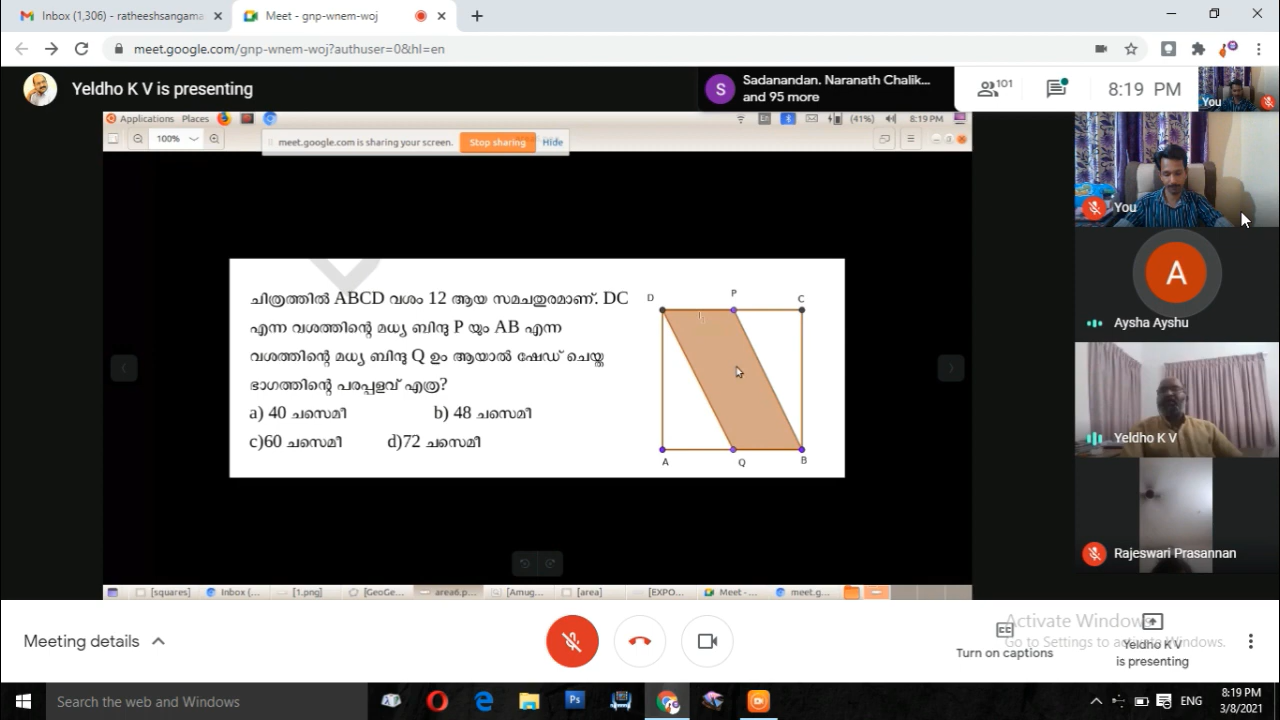 Inbox (1,306) - ratheeshsangama
Meet - gnp-wnem-woj
meet.google.com/gnp-wnem-woj?authuser=0&hl=en
Yeldho K V is presenting
S
Sadanandan. Naranath Chalik...
and 95 more
101
8:19 PM
You
Applications Places
En
(41%)
8:19 PM
100%
meet.google.com is sharing your screen.
Stop sharing
Hide
ചിത്രത്തിൽ ABCD വശം 12 ആയ സമചതുരമാണ്. DC
എന്ന വശത്തിന്റെ മധ്യ ബിന്ദു P യും AB എന്ന
വശത്തിന്റെ മധ്യ ബിന്ദു Q ഉം ആയാൽ ഷേഡ് ചെയ്ത
ഭാഗത്തിന്റെ പരപ്പളവ് എത്ര?
a) 40 ചസെമീ b) 48 ചസെമീ
c)60 ചസെമീ d)72 ചസെമീ
D P C
A Q B
You
A
Aysha Ayshu
Yeldho K V
Rajeswari Prasannan
[squares]
Inbox (...
[1.png]
[GeoGe...
area6.p...
[Amug...
[area]
[EXPO...
Meet -...
meet.g...
Meeting details
CC
Turn on captions
Yeldho K V
is presenting
Activate Windows
Go to Settings to activate Windows.
Search the web and Windows
Ps
ENG
8:19 PM
3/8/2021